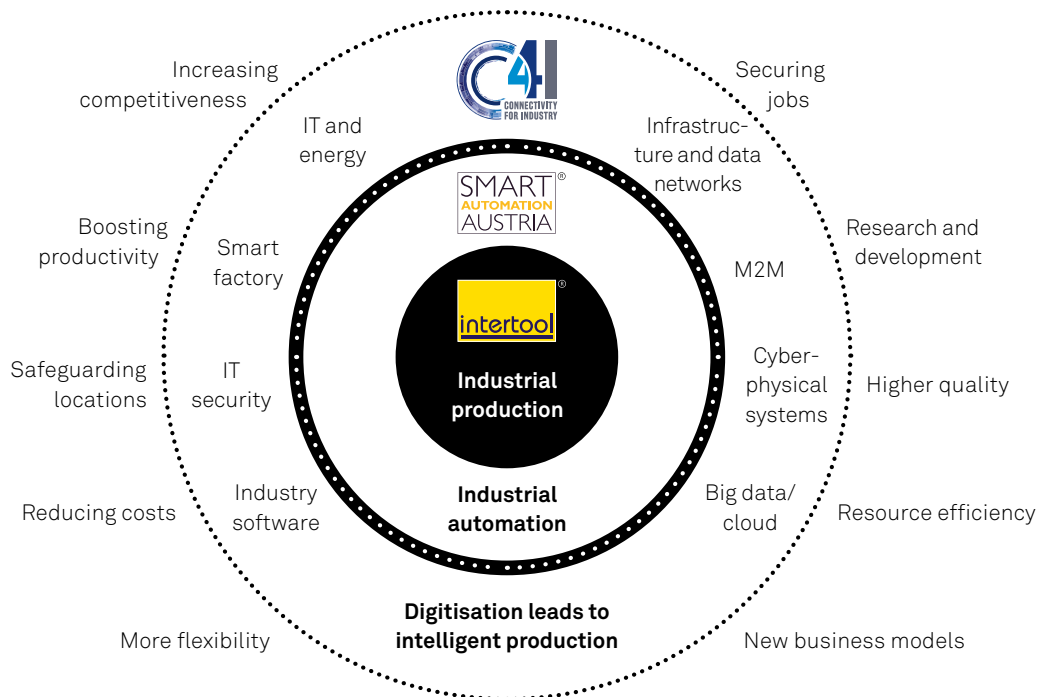 C4I
CONNECTIVITY
FOR INDUSTRY
Increasing
competitiveness
Securing
jobs
IT and
energy
Infrastruc-
ture and data
networks
SMART ®
AUTOMATION
AUSTRIA
Boosting
productivity
Smart
factory
M2M
Research and
development
intertool ®
Safeguarding
locations
IT
security
Industrial
production
Cyber-
physical
systems
Higher quality
Reducing costs
Industry
software
Industrial
automation
Big data/
cloud
Resource efficiency
More flexibility
Digitisation leads to
intelligent production
New business models